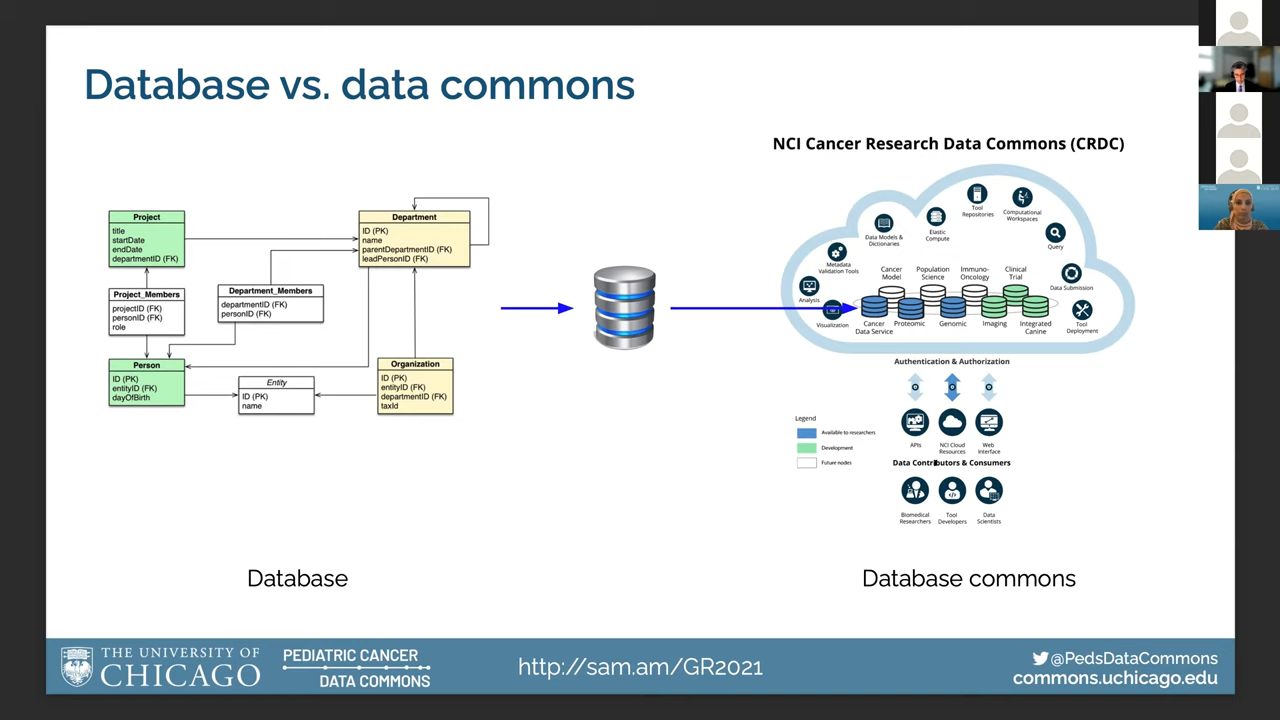 Database vs. data commons
Project
title
startDate
endDate
departmentID (FK)
Project_Members
projectID (FK)
personID (FK)
role
Person
ID (PK)
entityID (FK)
dayOfBirth
Department_Members
departmentID (FK)
personID (FK)
Entity
ID (PK)
name
Department
ID (PK)
name
parentDepartmentID (FK)
leadPersonID (FK)
Organization
ID (PK)
entityID (FK)
departmentID (FK)
taxId
Database
NCI Cancer Research Data Commons (CRDC)
Tool
Repositories
Computational
Workspaces
Elastic
Compute
Data Models &
Dictionaries
Query
Metadata
Validation Tools
Data Submission
Analysis
Visualization
Tool
Deployment
Cancer
Model
Population
Science
Immuno-
Oncology
Clinical
Trial
Cancer
Data Service
Proteomic
Genomic
Imaging
Integrated
Canine
Authentication & Authorization
APIs
NCI Cloud
Resources
Web
Interface
Legend
Available to researchers
Development
Future nodes
Data Contributors & Consumers
Biomedical
Researchers
Tool
Developers
Data
Scientists
Database commons
THE UNIVERSITY OF
CHICAGO
PEDIATRIC CANCER
DATA COMMONS
http://sam.am/GR2021
@PedsDataCommons
commons.uchicago.edu